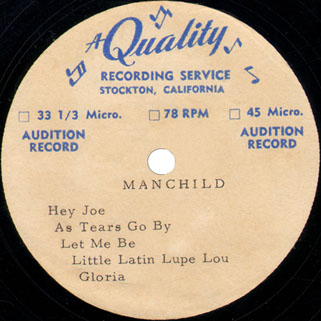 A Quality
RECORDING SERVICE
STOCKTON, CALIFORNIA
33 1/3 Micro. 78 RPM 45 Micro.
AUDITION RECORD AUDITION RECORD
MANCHILD
Hey Joe
As Tears Go By
Let Me Be
Little Latin Lupe Lou
Gloria